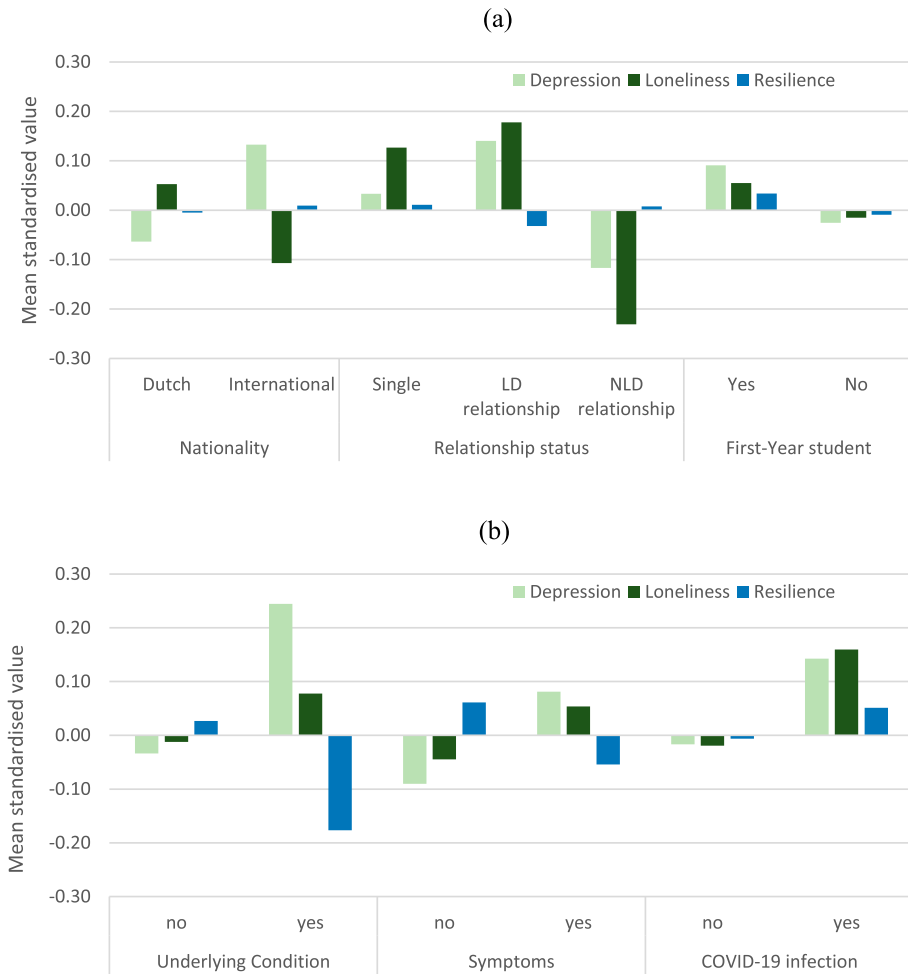 (a)
0.30
Depression Loneliness Resilience
0.20
0.10
0.00
-0.10
-0.20
-0.30
Mean standardised value
Dutch International Single LD relationship NLD relationship Yes No
Nationality Relationship status First-Year student
(b)
0.30
Depression Loneliness Resilience
0.20
0.10
0.00
-0.10
-0.20
-0.30
Mean standardised value
no yes no yes no yes
Underlying Condition Symptoms COVID-19 infection